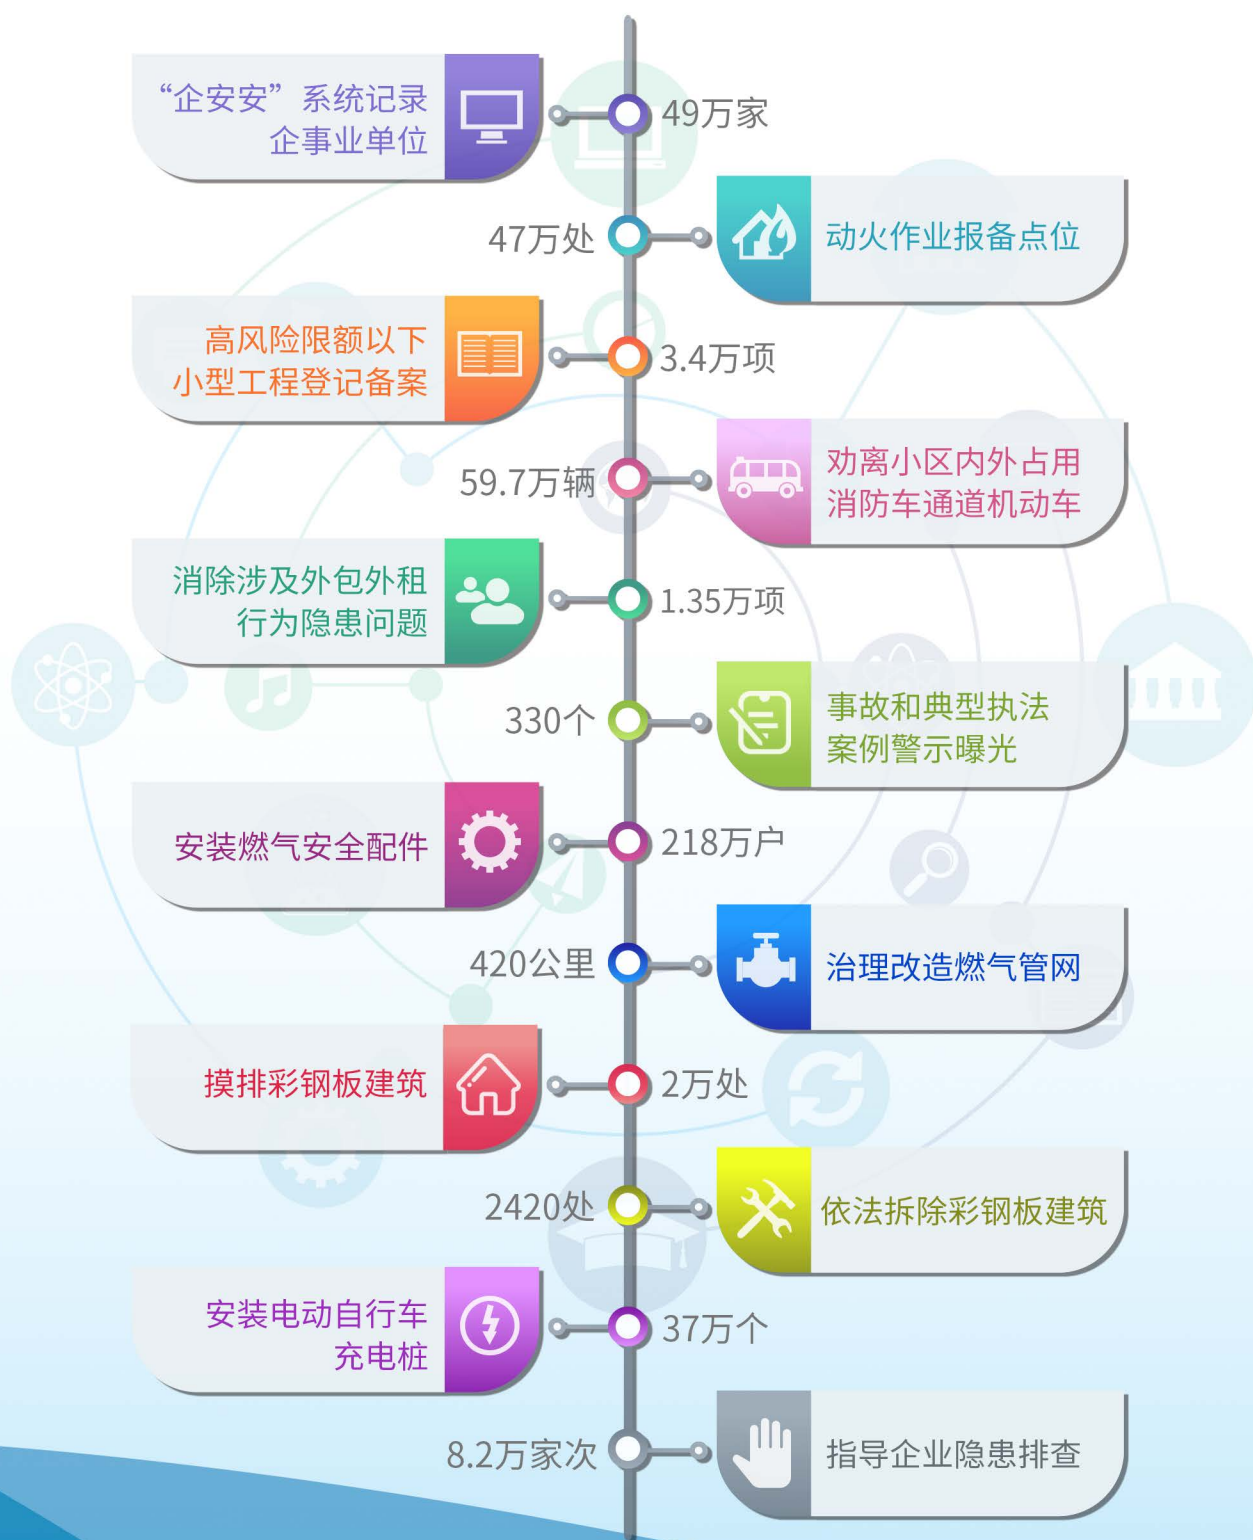 “企安安”系统记录
企事业单位
49万家
47万处
动火作业报备点位
高风险限额以下
小型工程登记备案
3.4万项
59.7万辆
劝离小区内外占用
消防车通道机动车
消除涉及外包外租
行为隐患问题
1.35万项
330个
事故和典型执法
案例警示曝光
安装燃气安全配件
218万户
420公里
治理改造燃气管网
摸排彩钢板建筑
2万处
2420处
依法拆除彩钢板建筑
安装电动自行车
充电桩
37万个
8.2万家次
指导企业隐患排查